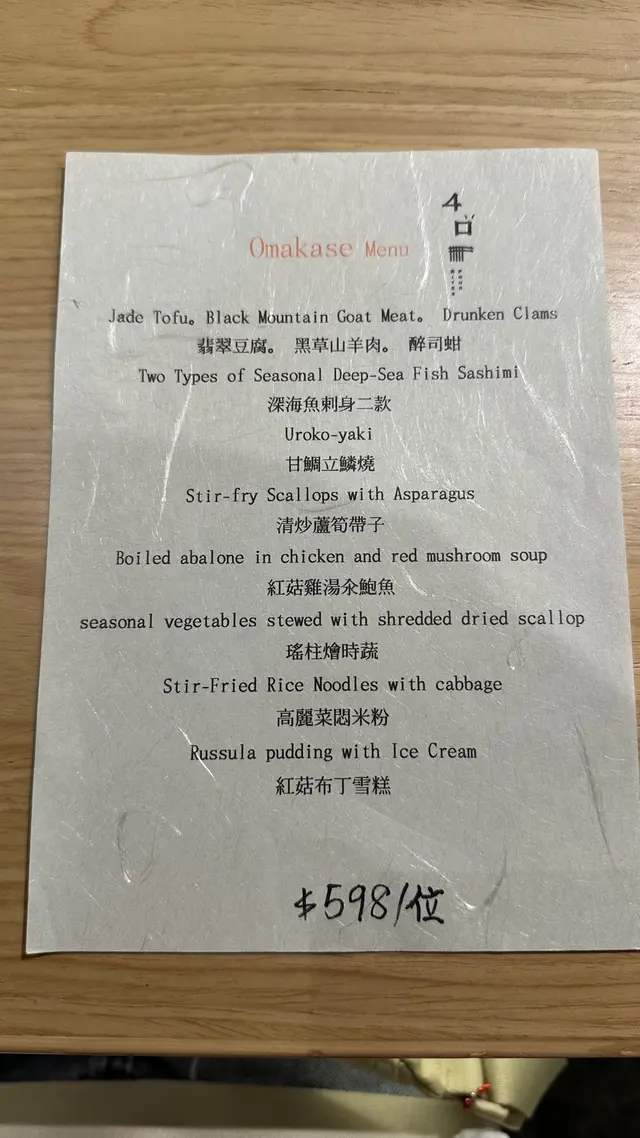 4
Omakase Menu
Jade Tofu。Black Mountain Goat Meat。 Drunken Clams
翡翠豆腐。 黑草山羊肉。 醉司蚶
Two Types of Seasonal Deep-Sea Fish Sashimi
深海魚刺身二款
Uroko-yaki
甘鯛立鱗燒
Stir-fry Scallops with Asparagus
清炒蘆筍帶子
Boiled abalone in chicken and red mushroom soup
紅菇雞湯汆鮑魚
seasonal vegetables stewed with shredded dried scallop
瑤柱燴時蔬
Stir-Fried Rice Noodles with cabbage
高麗菜悶米粉
Russula pudding with Ice Cream
紅菇布丁雪糕
$598/位